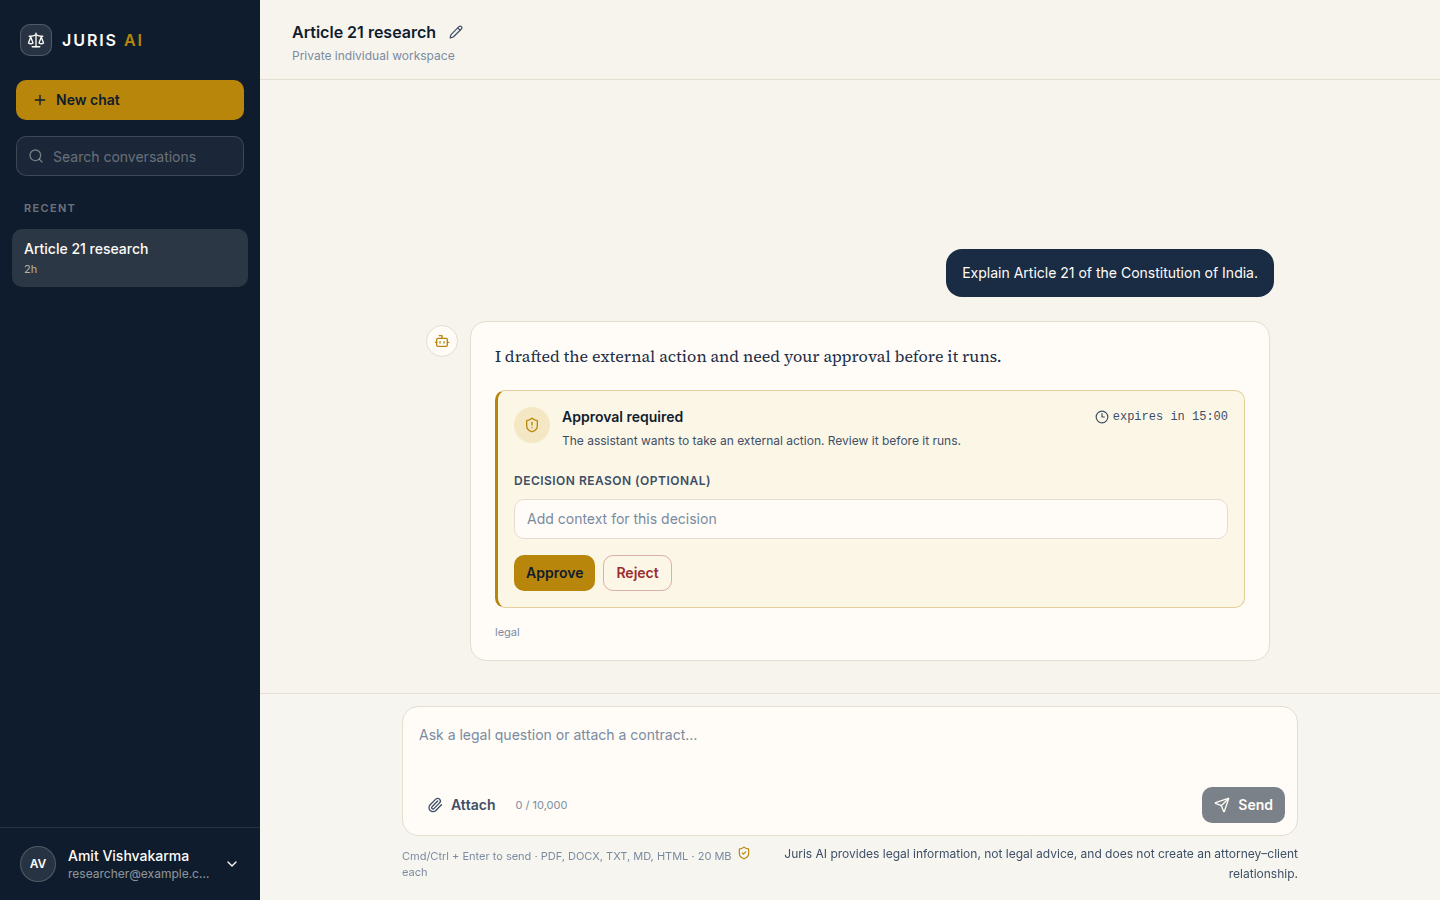 JURIS AI
New chat
Search conversations
RECENT
Article 21 research
2h
AV
Amit Vishvakarma
researcher@example.c...
Article 21 research
Private individual workspace
Explain Article 21 of the Constitution of India.
I drafted the external action and need your approval before it runs.
Approval required
expires in 15:00
The assistant wants to take an external action. Review it before it runs.
DECISION REASON (OPTIONAL)
Add context for this decision
Approve
Reject
legal
Ask a legal question or attach a contract...
Attach
0 / 10,000
Send
Cmd/Ctrl + Enter to send · PDF, DOCX, TXT, MD, HTML · 20 MB
each
Juris AI provides legal information, not legal advice, and does not create an attorney–client
relationship.